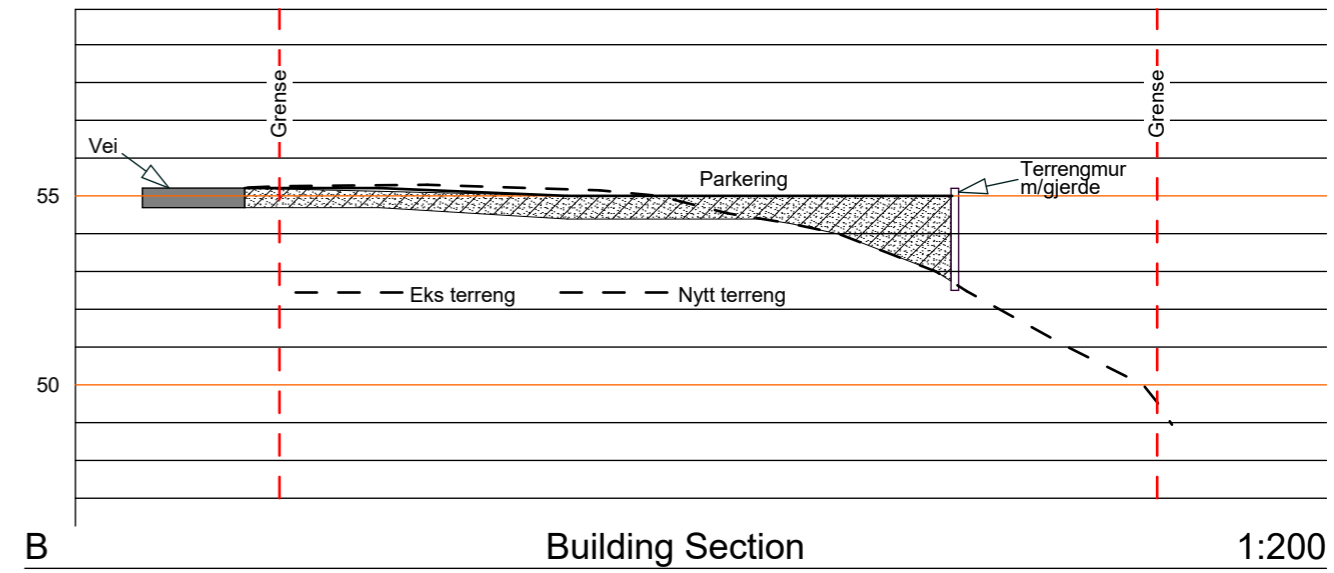 Grense
Grense
Vei
Terrengmur
m/gjerde
Parkering
55
Eks terreng
Nytt terreng
50
B
Building Section
1:200